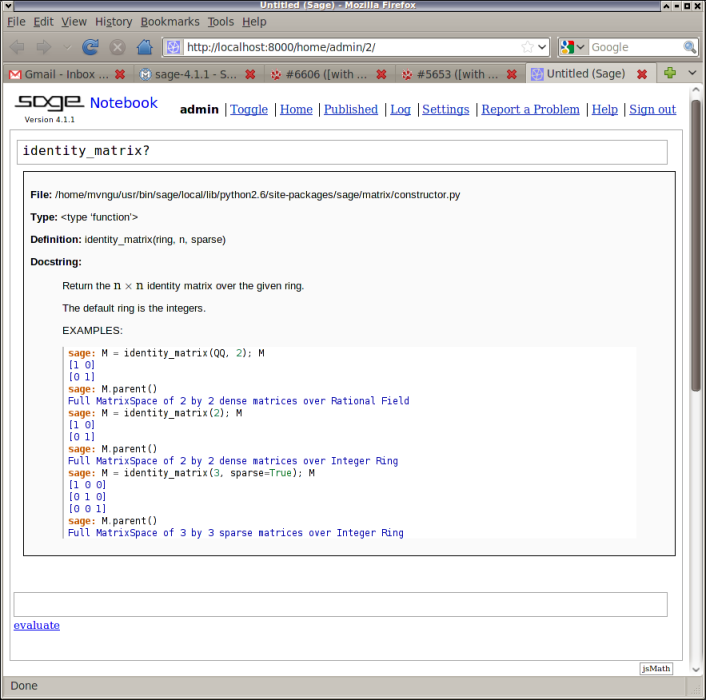 Untitled (Sage) - Mozilla Firefox
File Edit View History Bookmarks Tools Help
http://localhost:8000/home/admin/2/
Google
Gmail - Inbox ...
sage-4.1.1 - S...
#6606 ([with ...
#5653 ([with ...
Untitled (Sage)
sage Notebook
Version 4.1.1
admin | Toggle | Home | Published | Log | Settings | Report a Problem | Help | Sign out
identity_matrix?
File: /home/mvngu/usr/bin/sage/local/lib/python2.6/site-packages/sage/matrix/constructor.py
Type: <type 'function'>
Definition: identity_matrix(ring, n, sparse)
Docstring:
Return the n × n identity matrix over the given ring.
The default ring is the integers.
EXAMPLES:
sage: M = identity_matrix(QQ, 2); M
[1 0]
[0 1]
sage: M.parent()
Full MatrixSpace of 2 by 2 dense matrices over Rational Field
sage: M = identity_matrix(2); M
[1 0]
[0 1]
sage: M.parent()
Full MatrixSpace of 2 by 2 dense matrices over Integer Ring
sage: M = identity_matrix(3, sparse=True); M
[1 0 0]
[0 1 0]
[0 0 1]
sage: M.parent()
Full MatrixSpace of 3 by 3 sparse matrices over Integer Ring
evaluate
jsMath
Done